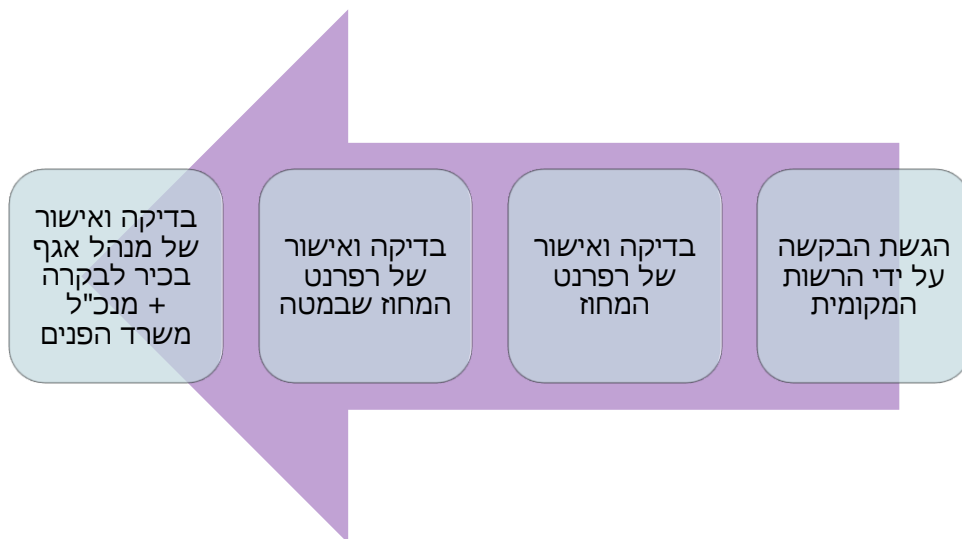 הגשת הבקשה
על ידי הרשות
המקומית
בדיקה ואישור
של רפרנט
המחוז
בדיקה ואישור
של רפרנט
המחוז שבמטה
בדיקה ואישור
של מנהל אגף
בכיר לבקרה
+ מנכ"ל
משרד הפנים